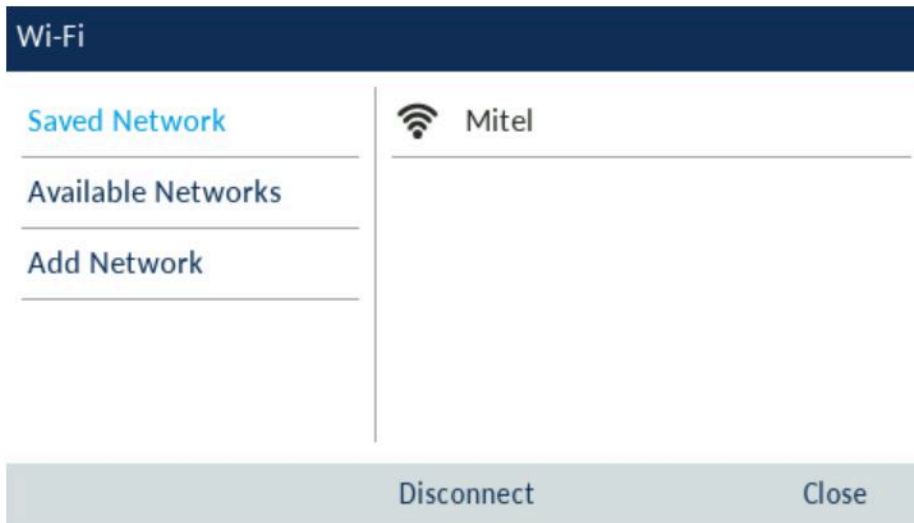 Wi-Fi
Saved Network
Mitel
Available Networks
Add Network
Disconnect
Close